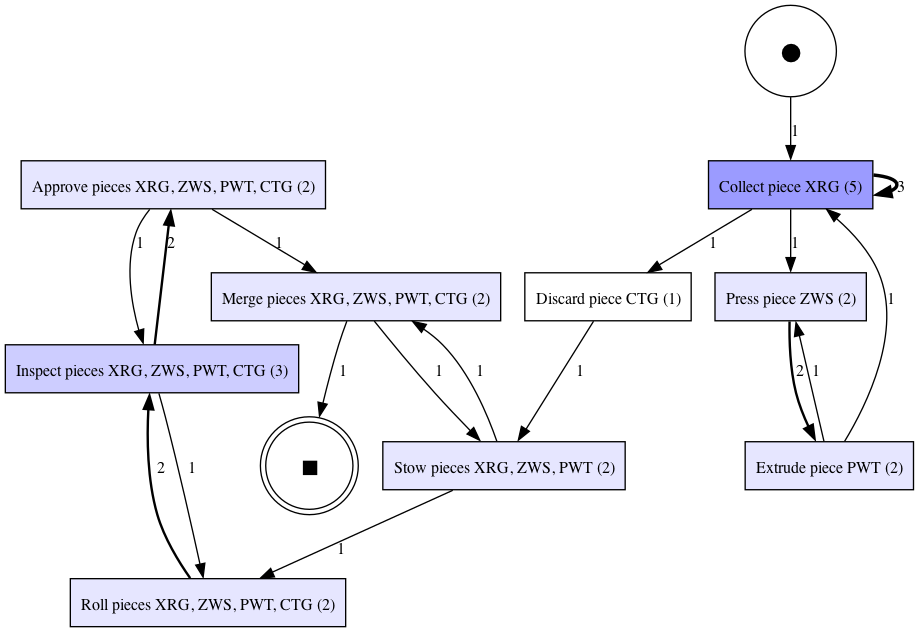 1
Approve pieces XRG, ZWS, PWT, CTG (2)
Collect piece XRG (5)
3
1
2
1
1
1
Merge pieces XRG, ZWS, PWT, CTG (2)
Discard piece CTG (1)
Press piece ZWS (2)
1
Inspect pieces XRG, ZWS, PWT, CTG (3)
1
1
1
1
2
1
2
1
Stow pieces XRG, ZWS, PWT (2)
Extrude piece PWT (2)
1
Roll pieces XRG, ZWS, PWT, CTG (2)